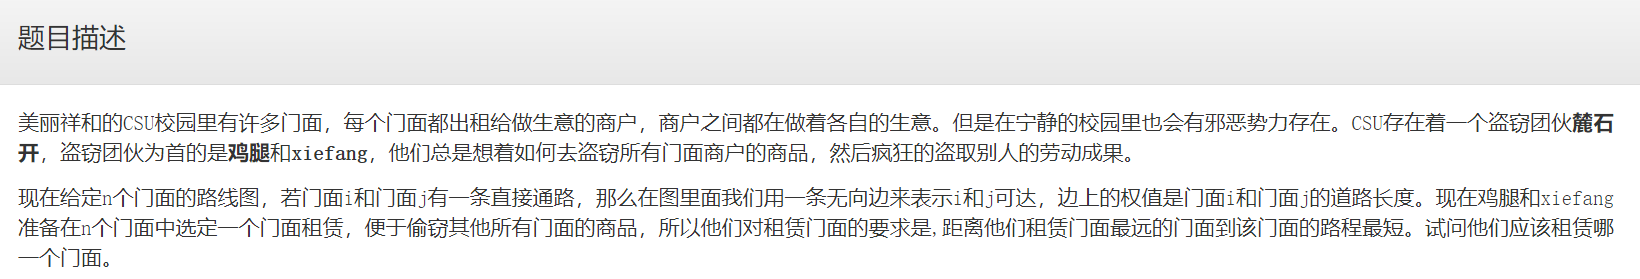 题目描述
美丽祥和的CSU校园里有许多门面，每个门面都出租给做生意的商户，商户之间都在做着各自的生意。但是在宁静的校园里也会有邪恶势力存在。CSU存在着一个盗窃团伙麓石
开，盗窃团伙为首的是鸡腿和xiefang，他们总是想着如何去盗窃所有门面商户的商品，然后疯狂的盗取别人的劳动成果。
现在给定n个门面的路线图，若门面i和门面j有一条直接通路，那么在图里面我们用一条无向边来表示i和j可达，边上的权值是门面i和门面j的道路长度。现在鸡腿和xiefang
准备在n个门面中选定一个门面租赁，便于偷窃其他所有门面的商品，所以他们对租赁门面的要求是,距离他们租赁门面最远的门面到该门面的路程最短。试问他们应该租赁哪
一个门面。